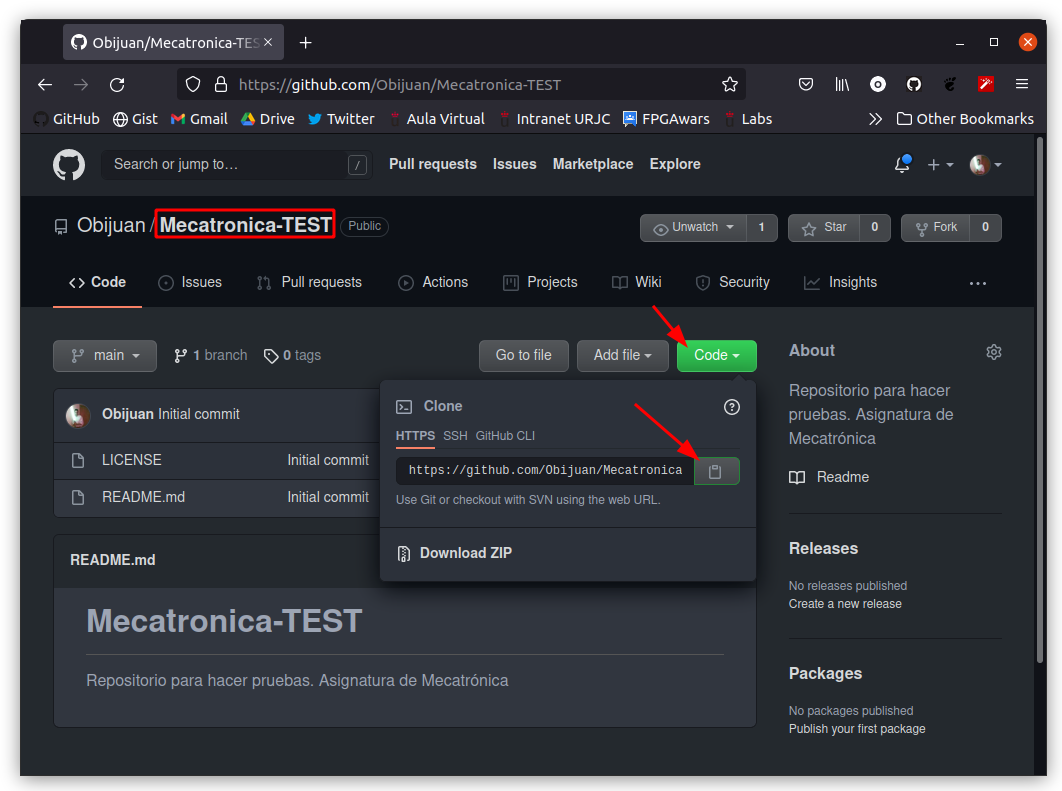 Obijuan/Mecatronica-TES
https://github.com/Obijuan/Mecatronica-TEST
GitHub Gist Gmail Drive Twitter Aula Virtual Intranet URJC FPGAwars Labs Other Bookmarks
Search or jump to… / Pull requests Issues Marketplace Explore
Obijuan / Mecatronica-TEST Public Unwatch 1 Star 0 Fork 0
Code Issues Pull requests Actions Projects Wiki Security Insights ...
main 1 branch 0 tags Go to file Add file Code
Obijuan Initial commit
LICENSE Initial commit
README.md Initial commit
Clone
HTTPS SSH GitHub CLI
https://github.com/Obijuan/Mecatronica
Use Git or checkout with SVN using the web URL.
Download ZIP
README.md
Mecatronica-TEST
Repositorio para hacer pruebas. Asignatura de Mecatrónica
About
Repositorio para hacer
pruebas. Asignatura de
Mecatrónica
Readme
Releases
No releases published
Create a new release
Packages
No packages published
Publish your first package